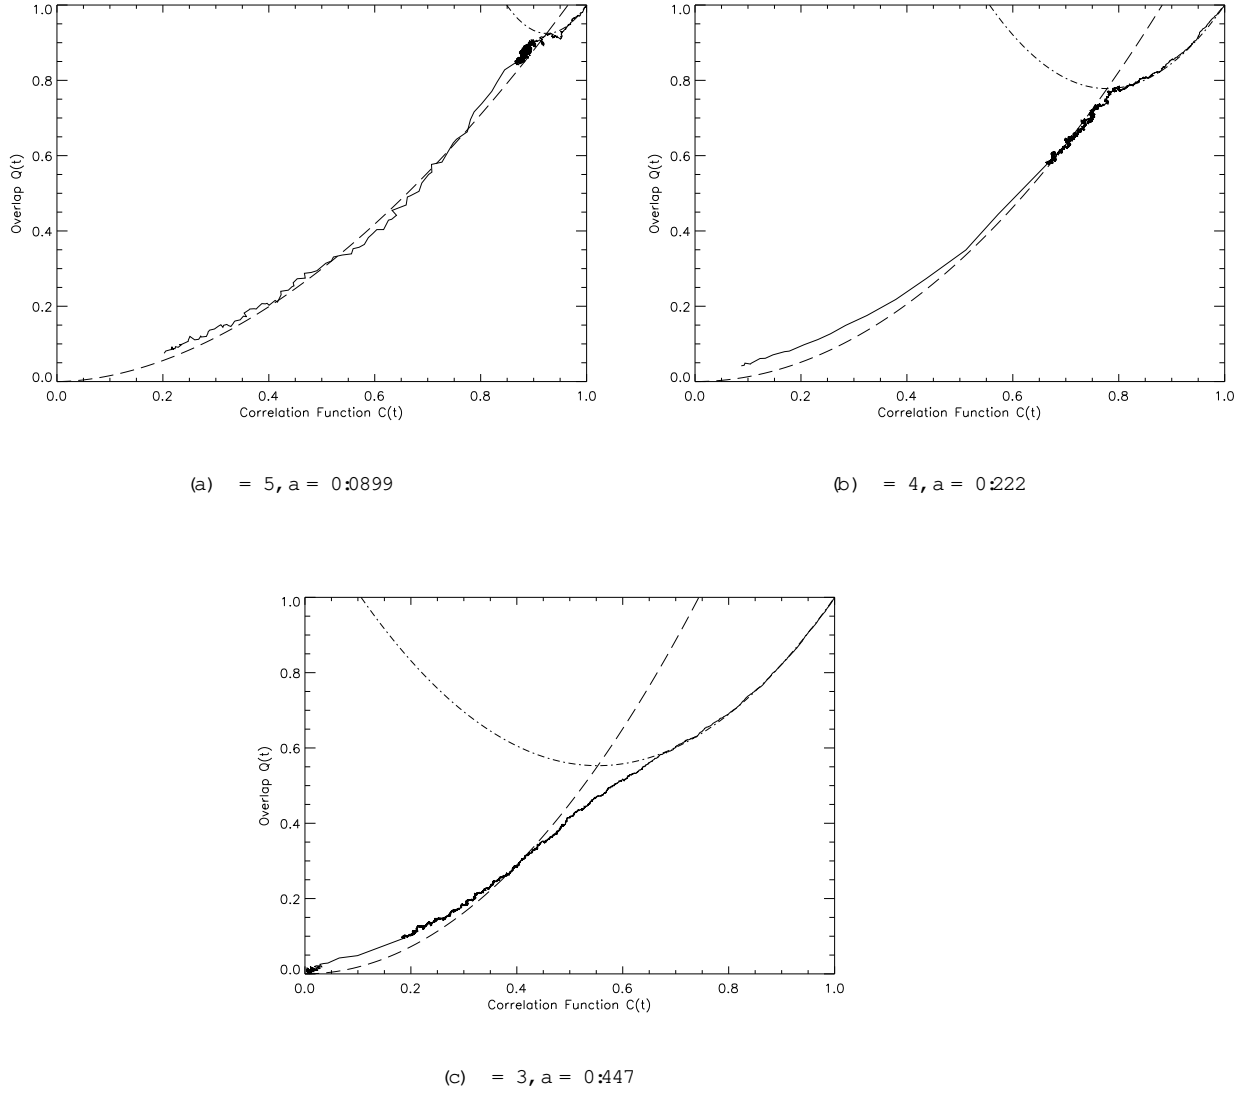 1.0
0.8
0.6
0.4
0.2
0.0
Overlap Q(t)
0.0 0.2 0.4 0.6 0.8 1.0
Correlation Function C(t)
(a) = 5, a = 0:0899
1.0
0.8
0.6
0.4
0.2
0.0
Overlap Q(t)
0.0 0.2 0.4 0.6 0.8 1.0
Correlation Function C(t)
(b) = 4, a = 0:222
1.0
0.8
0.6
0.4
0.2
0.0
Overlap Q(t)
0.0 0.2 0.4 0.6 0.8 1.0
Correlation Function C(t)
(c) = 3, a = 0:447